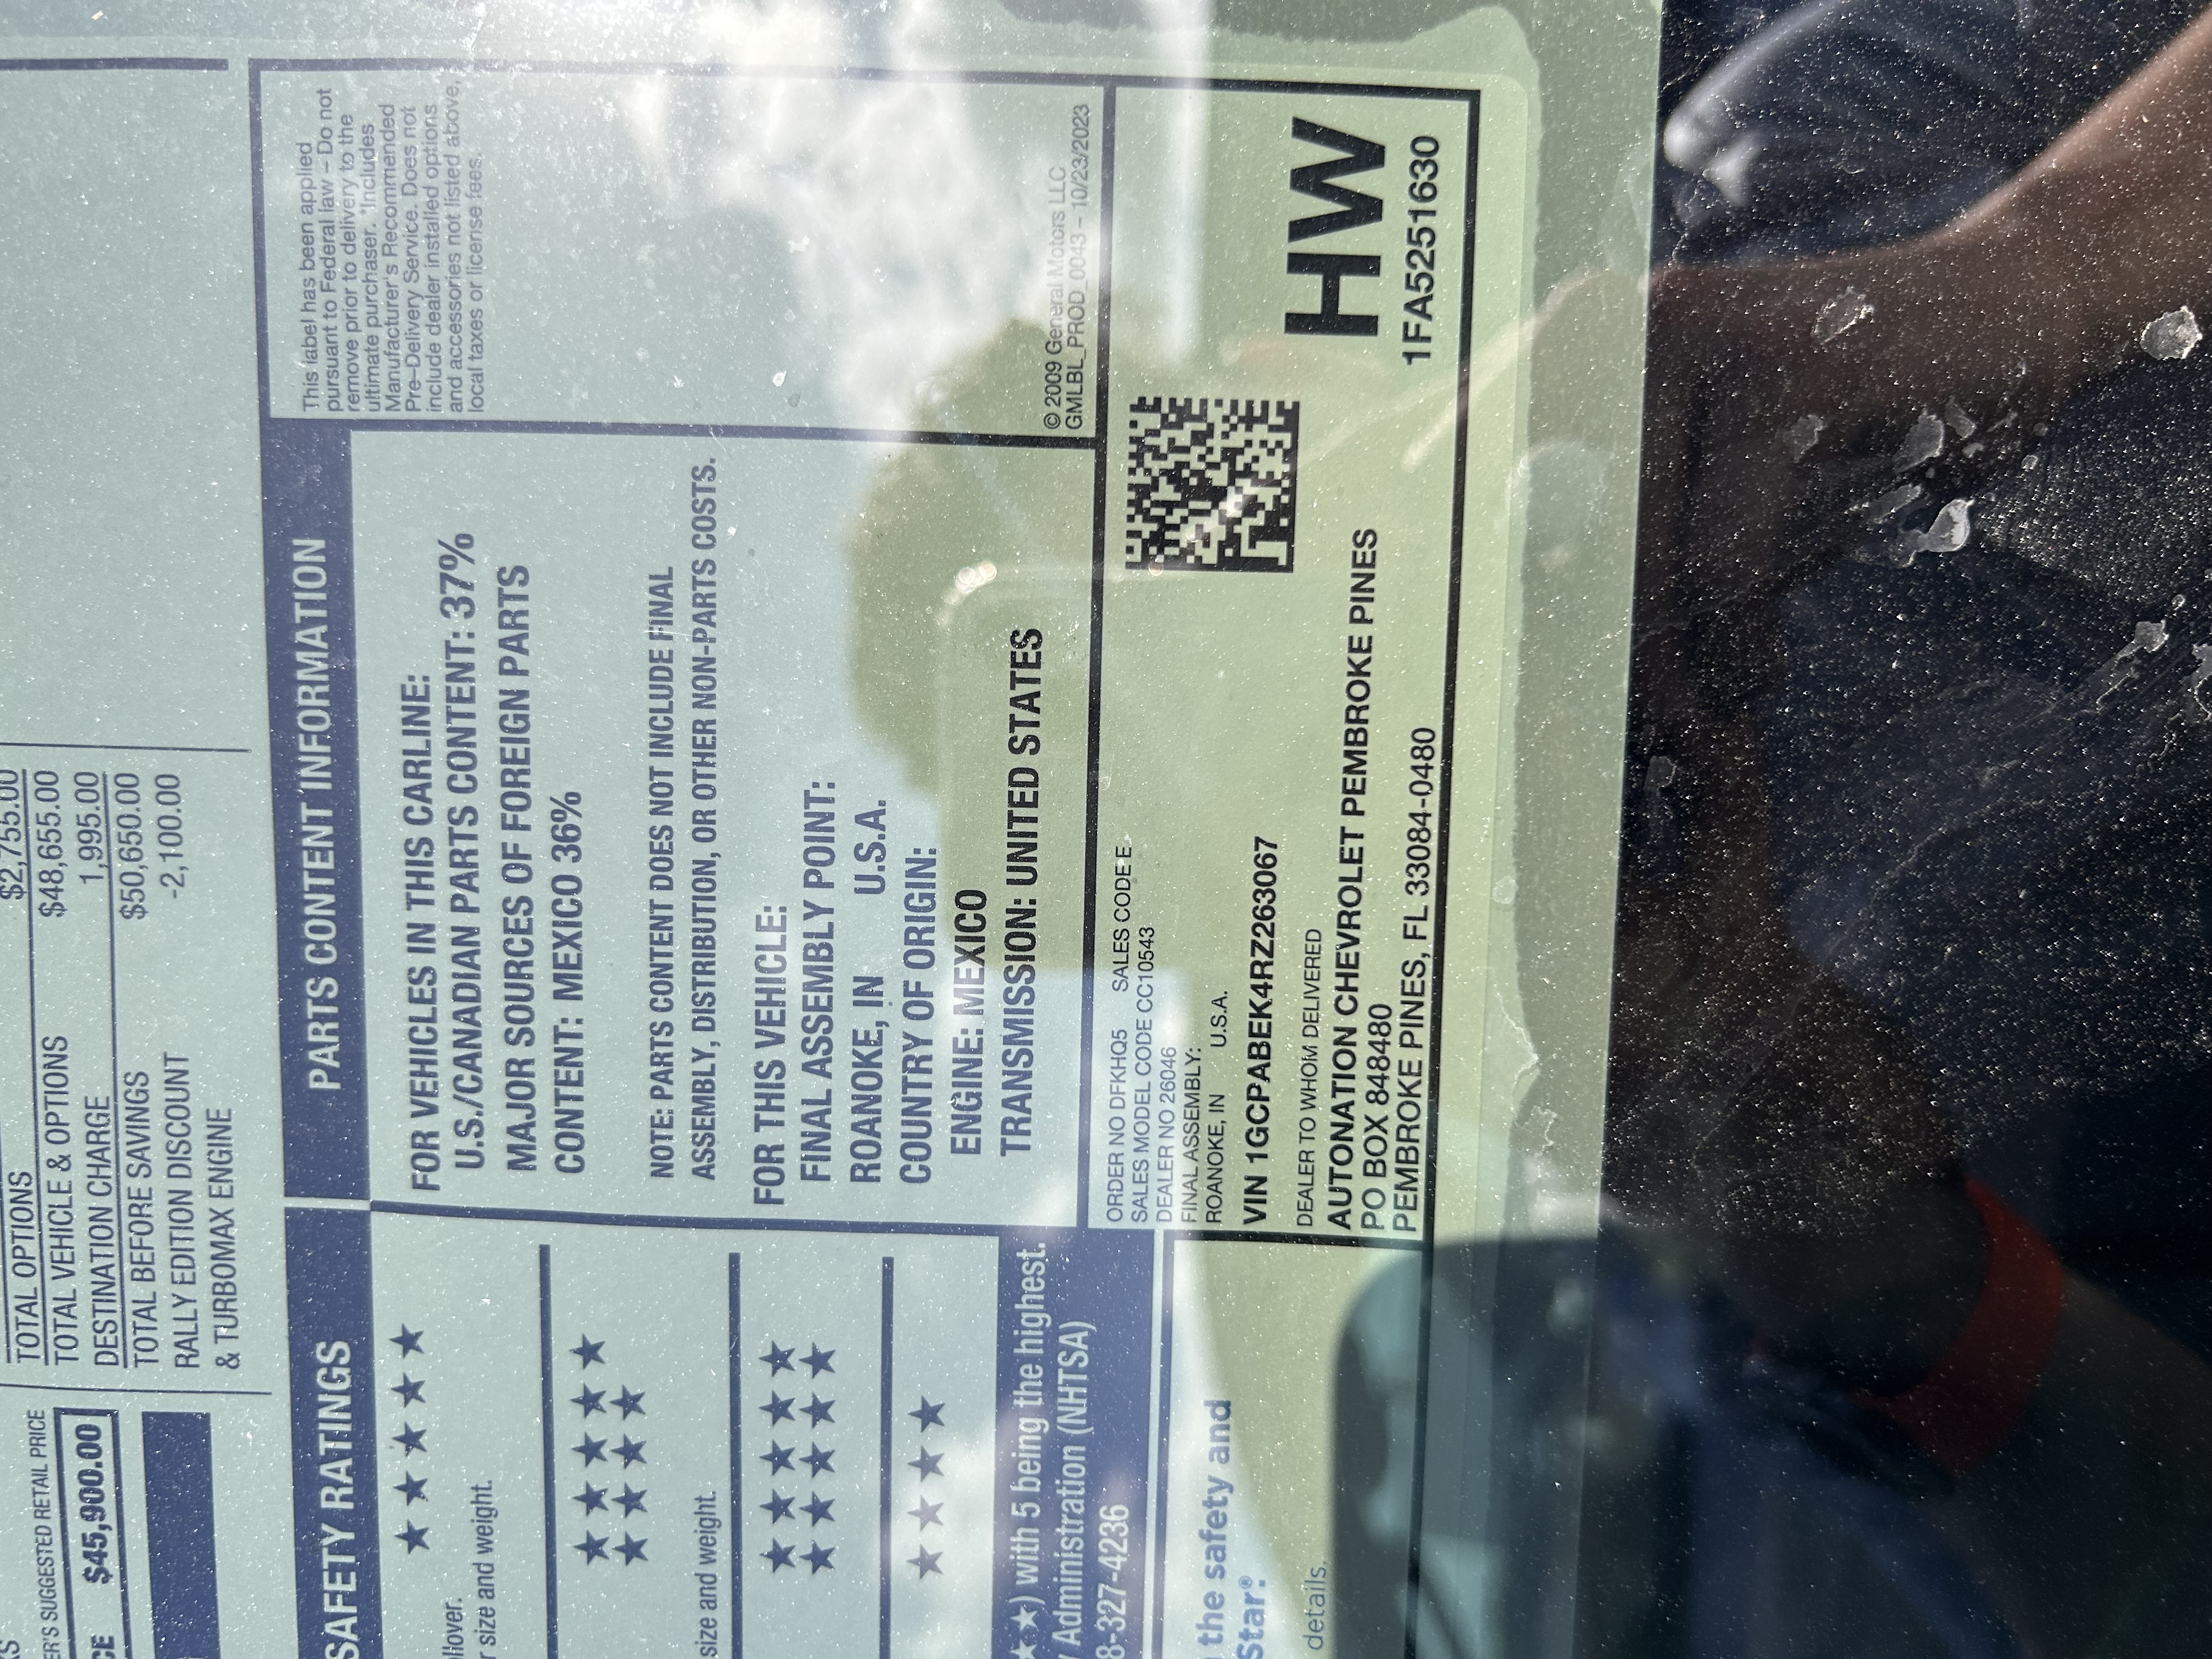 TOTAL OPTIONS $2,755.00
TOTAL VEHICLE & OPTIONS $48,655.00
DESTINATION CHARGE 1,995.00
TOTAL BEFORE SAVINGS $50,650.00
RALLY EDITION DISCOUNT -2,100.00
& TURBOMAX ENGINE
SUGGESTED RETAIL PRICE
$45,900.00
SAFETY RATINGS
★★★★★
size and weight.
★★★★★
★★★★
size and weight.
★★★★★
★★★★★
★★★★
★★) with 5 being the highest.
Administration (NHTSA)
8-327-4236
the safety and
Star®.
details.
PARTS CONTENT INFORMATION
FOR VEHICLES IN THIS CARLINE:
U.S./CANADIAN PARTS CONTENT: 37%
MAJOR SOURCES OF FOREIGN PARTS
CONTENT: MEXICO 36%
NOTE: PARTS CONTENT DOES NOT INCLUDE FINAL
ASSEMBLY, DISTRIBUTION, OR OTHER NON-PARTS COSTS.
FOR THIS VEHICLE:
FINAL ASSEMBLY POINT:
ROANOKE, IN U.S.A.
COUNTRY OF ORIGIN:
ENGINE: MEXICO
TRANSMISSION: UNITED STATES
This label has been applied
pursuant to Federal law – Do not
remove prior to delivery to the
ultimate purchaser. *Includes
Manufacturer's Recommended
Pre–Delivery Service. Does not
include dealer installed options
and accessories not listed above,
local taxes or license fees.
© 2009 General Motors LLC
GMLBL_PROD_0043 – 10/23/2023
ORDER NO DFKHQ5 SALES CODE E
SALES MODEL CODE CC10543
DEALER NO 26046
FINAL ASSEMBLY:
ROANOKE, IN U.S.A.
VIN 1GCPABEK4RZ263067
DEALER TO WHOM DELIVERED
AUTONATION CHEVROLET PEMBROKE PINES
PO BOX 848480
PEMBROKE PINES, FL 33084-0480
HW
1FA5251630